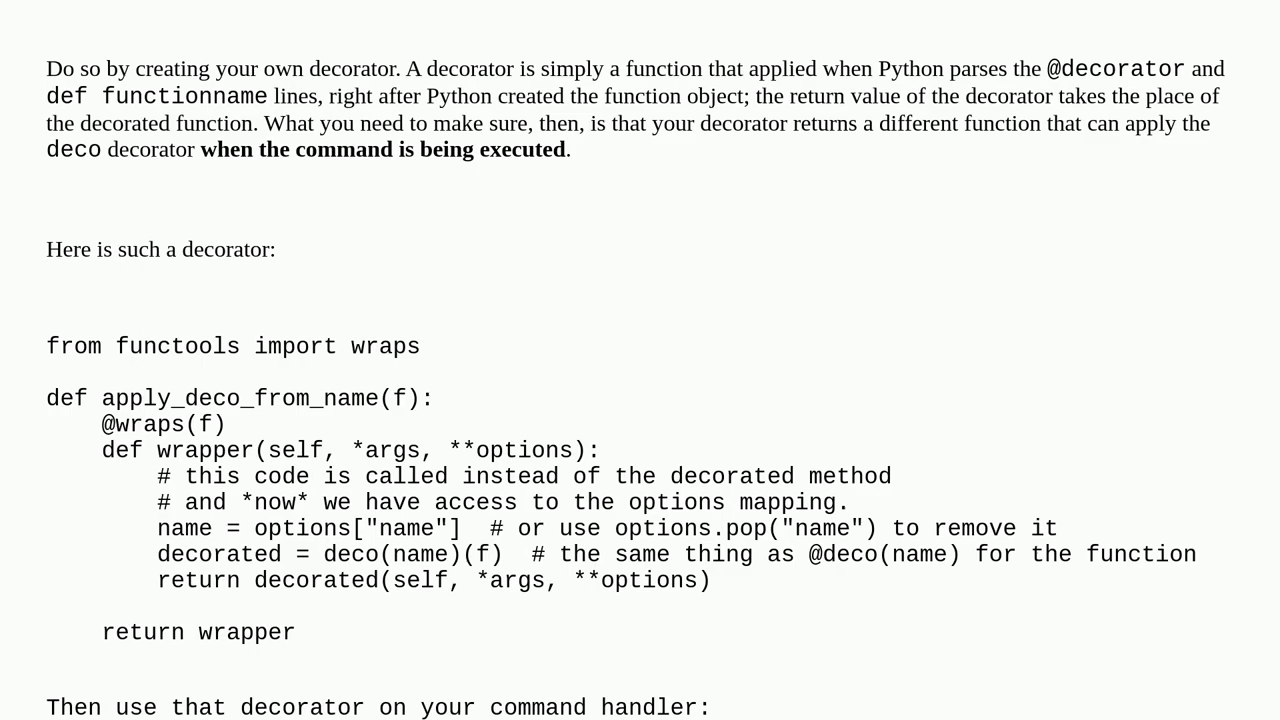 Do so by creating your own decorator. A decorator is simply a function that applied when Python parses the @decorator and
def functionname lines, right after Python created the function object; the return value of the decorator takes the place of
the decorated function. What you need to make sure, then, is that your decorator returns a different function that can apply the
deco decorator when the command is being executed.
Here is such a decorator:
from functools import wraps
def apply_deco_from_name(f):
    @wraps(f)
    def wrapper(self, *args, **options):
        # this code is called instead of the decorated method
        # and *now* we have access to the options mapping.
        name = options["name"]  # or use options.pop("name") to remove it
        decorated = deco(name)(f)  # the same thing as @deco(name) for the function
        return decorated(self, *args, **options)
    return wrapper
Then use that decorator on your command handler: